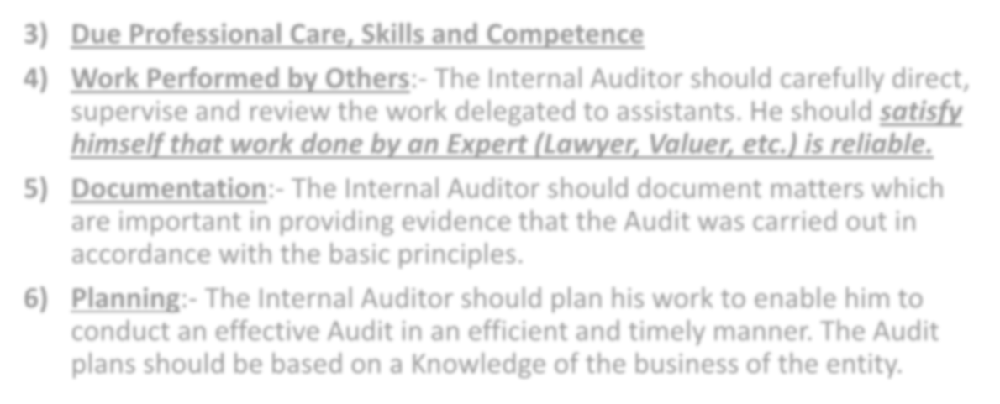 3) Due Professional Care, Skills and Competence
4) Work Performed by Others:- The Internal Auditor should carefully direct,
supervise and review the work delegated to assistants. He should satisfy
himself that work done by an Expert (Lawyer, Valuer, etc.) is reliable.
5) Documentation:- The Internal Auditor should document matters which
are important in providing evidence that the Audit was carried out in
accordance with the basic principles.
6) Planning:- The Internal Auditor should plan his work to enable him to
conduct an effective Audit in an efficient and timely manner. The Audit
plans should be based on a Knowledge of the business of the entity.